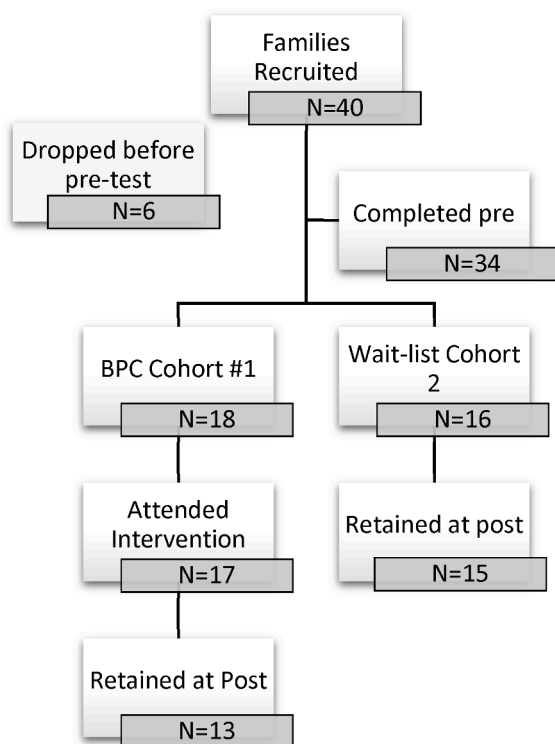 Families
Recruited
N=40
Dropped before
pre-test
N=6
Completed pre
N=34
BPC Cohort #1
N=18
Wait-list Cohort
2
N=16
Attended
Intervention
N=17
Retained at post
N=15
Retained at Post
N=13